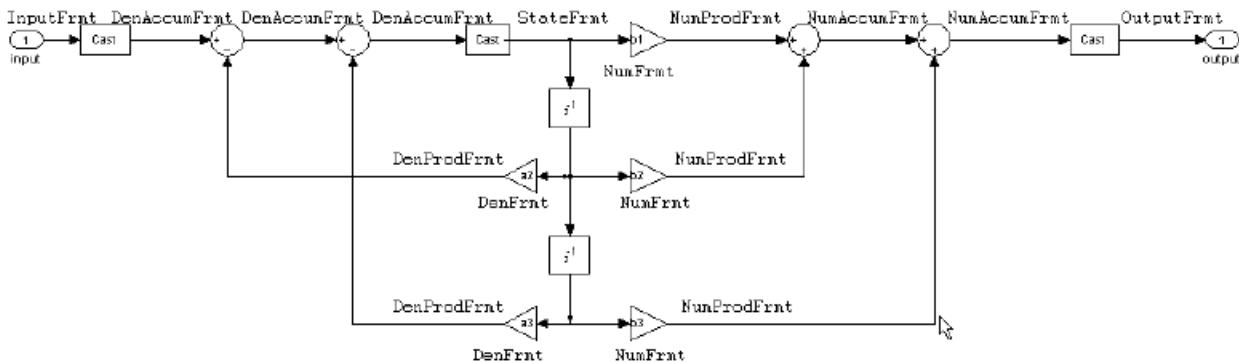 InputFrmt DenAccumFrmt DenAccumFrmt DenAccumFrmt StateFrmt NumProdFrmt NumAccumFrmt NumAccumFrmt OutputFrmt
1 Cast Cast b1 Cast 1
input output
NumFrmt
DenProdFrmt NumProdFrmt
a2 b2
DenFrmt NumFrmt
DenProdFrmt NumProdFrmt
a3 b3
DenFrmt NumFrmt